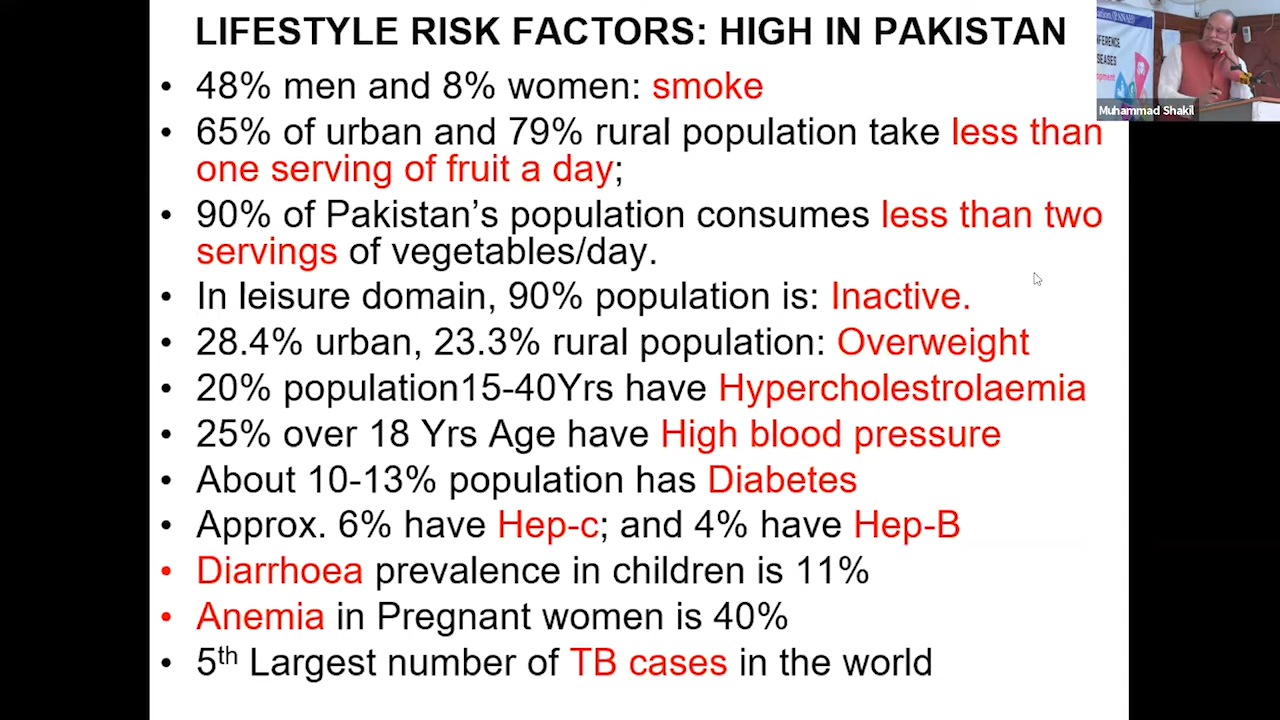 LIFESTYLE RISK FACTORS: HIGH IN PAKISTAN
• 48% men and 8% women: smoke
• 65% of urban and 79% rural population take less than
one serving of fruit a day;
• 90% of Pakistan's population consumes less than two
servings of vegetables/day.
• In leisure domain, 90% population is: Inactive.
• 28.4% urban, 23.3% rural population: Overweight
• 20% population15-40Yrs have Hypercholestrolaemia
• 25% over 18 Yrs Age have High blood pressure
• About 10-13% population has Diabetes
• Approx. 6% have Hep-c; and 4% have Hep-B
• Diarrhoea prevalence in children is 11%
• Anemia in Pregnant women is 40%
• 5th Largest number of TB cases in the world
Muhammad Shakil